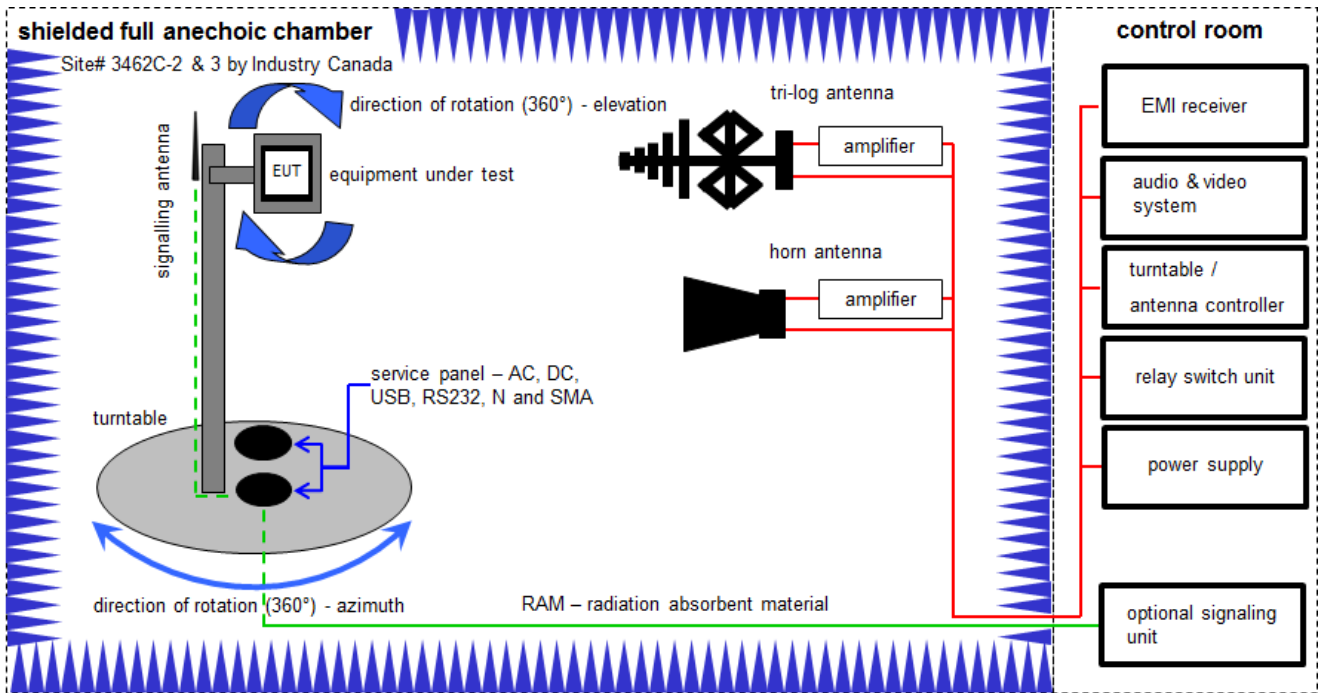 shielded full anechoic chamber
Site# 3462C-2 & 3 by Industry Canada
direction of rotation (360°) - elevation
signalling antenna
EUT
equipment under test
tri-log antenna
amplifier
horn antenna
amplifier
service panel – AC, DC,
USB, RS232, N and SMA
turntable
direction of rotation (360°) - azimuth
RAM – radiation absorbent material
control room
EMI receiver
audio & video
system
turntable /
antenna controller
relay switch unit
power supply
optional signaling
unit